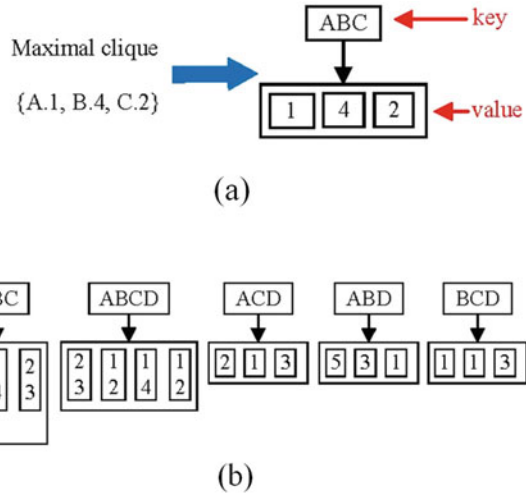 ABC
key
Maximal clique
{A.1, B.4, C.2}
1 4 2
value
(a)
BC ABCD ACD ABD BCD
2 2 1 1 1 2 1 3 5 3 1 1 1 3
3 3 2 4 2
(b)